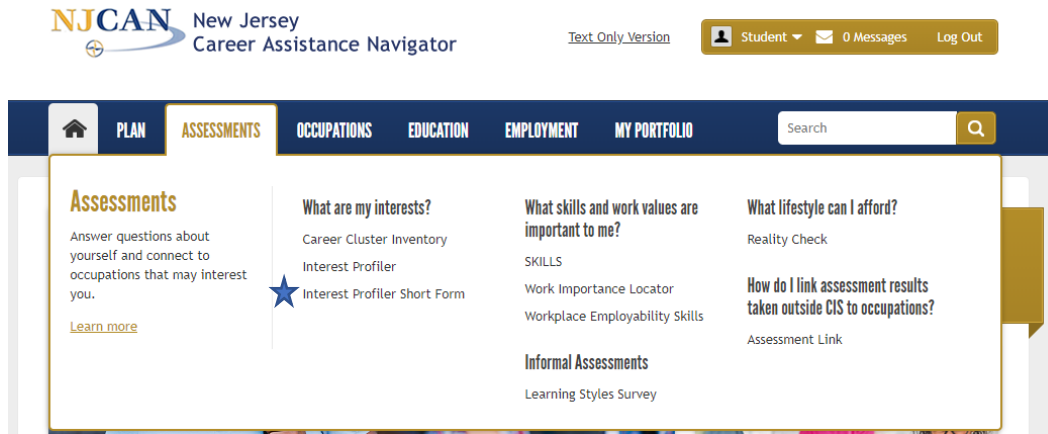 NJCAN New Jersey
Career Assistance Navigator
Text Only Version
Student
0 Messages
Log Out
PLAN
ASSESSMENTS
OCCUPATIONS
EDUCATION
EMPLOYMENT
MY PORTFOLIO
Search
Assessments
Answer questions about
yourself and connect to
occupations that may interest
you.
Learn more
What are my interests?
Career Cluster Inventory
Interest Profiler
Interest Profiler Short Form
What skills and work values are
important to me?
SKILLS
Work Importance Locator
Workplace Employability Skills
Informal Assessments
Learning Styles Survey
What lifestyle can I afford?
Reality Check
How do I link assessment results
taken outside CIS to occupations?
Assessment Link